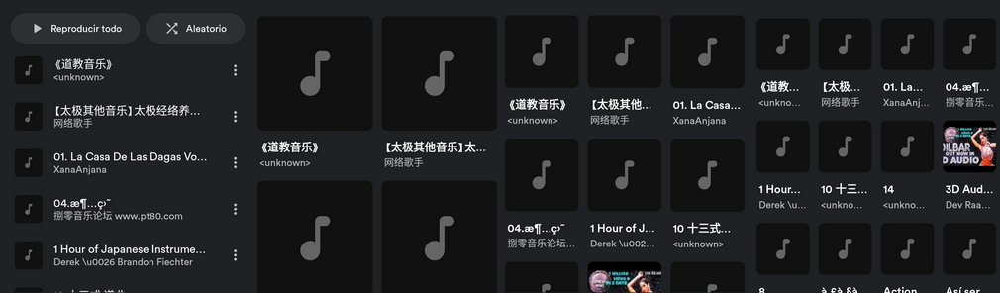 Reproducir todo
Aleatorio
《道教音乐》
<unknown>
【太极其他音乐】太极经络养...
网络歌手
01. La Casa De Las Dagas Vo...
XanaAnjana
04.æ¶...ç›˜
捌零音乐论坛 www.pt80.com
1 Hour of Japanese Instrume...
Derek \u0026 Brandon Fiechter
《道教音乐》
<unknown>
【太极其他音乐】太...
网络歌手
《道教音乐》
<unknown>
【太极其他...
网络歌手
01. La Casa...
XanaAnjana
04.æ¶...ç›˜
捌零音乐论坛...
1 Hour of J...
Derek \u002...
10 十三式...
<unknown>
《道教...
<unkno...
【太极...
网络歌手
01. La...
XanaAnj...
04.æ¶...
捌零音乐...
1 Hour...
Derek \u...
10 十三...
<unkno...
14
<unkno...
DILBAR
OUT NOW IN
3D AUDIO
3D Aud...
Dev Raa...
8
Action
Así ser